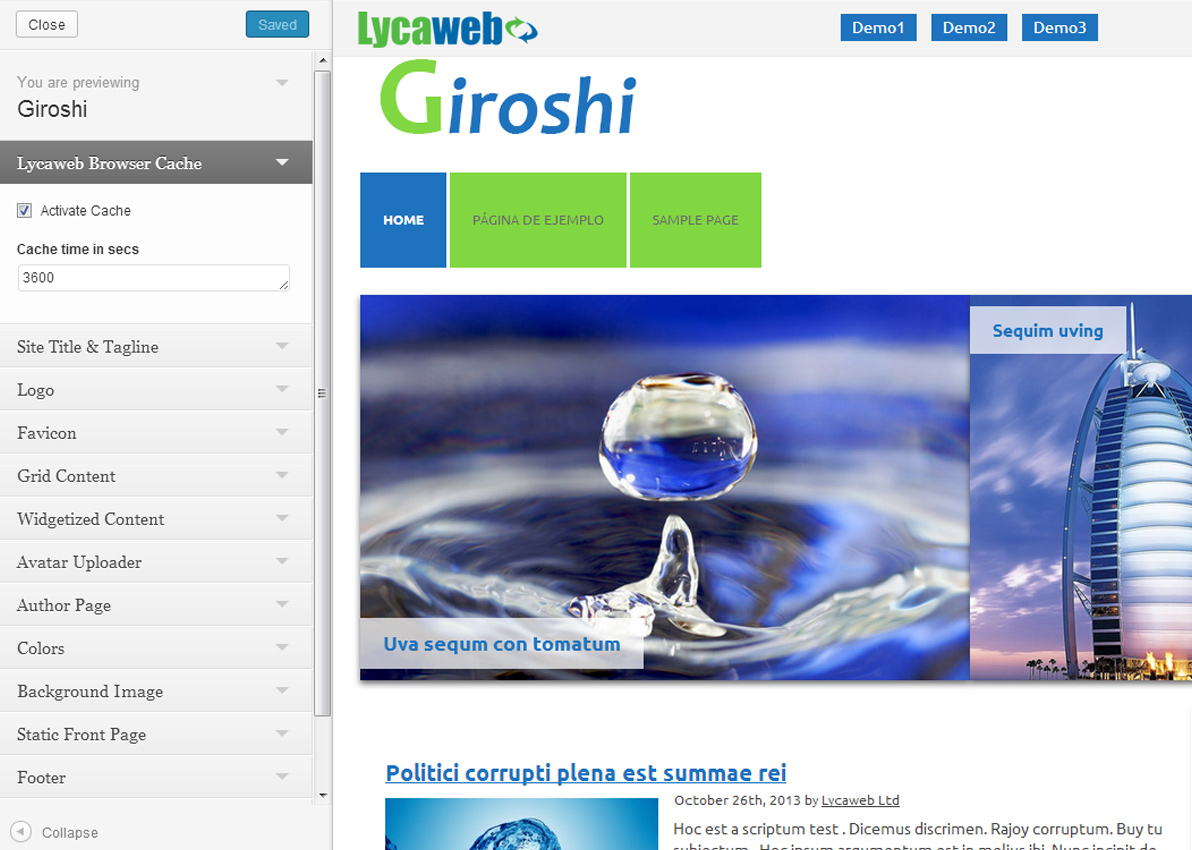 Close
Saved
You are previewing
Giroshi
Lycaweb Browser Cache
Activate Cache
Cache time in secs
3600
Site Title & Tagline
Logo
Favicon
Grid Content
Widgetized Content
Avatar Uploader
Author Page
Colors
Background Image
Static Front Page
Footer
Collapse
Lycaweb
Demo1 Demo2 Demo3
Giroshi
HOME PÁGINA DE EJEMPLO SAMPLE PAGE
Sequim uving
Uva sequm con tomatum
Politici corrupti plena est summae rei
October 26th, 2013 by Lycaweb Ltd
Hoc est a scriptum test . Dicemus discrimen. Rajoy corruptum. Buy tu